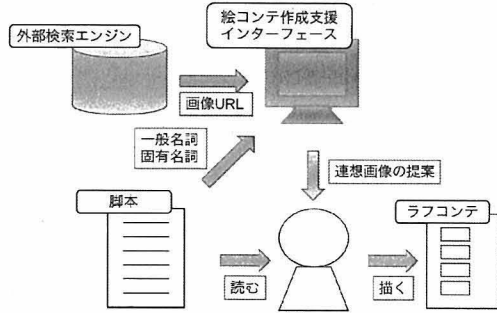 外部検索エンジン
絵コンテ作成支援
インターフェース
画像URL
一般名詞
固有名詞
連想画像の提案
脚本
ラフコンテ
読む
描く